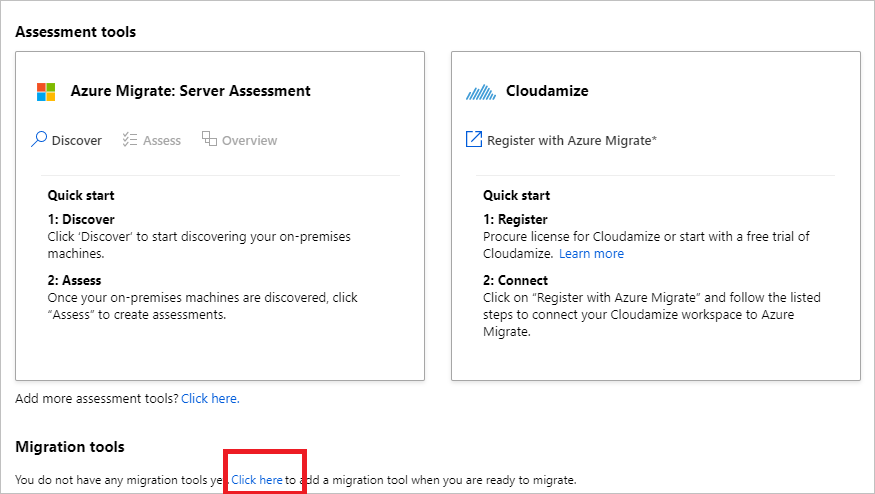 Assessment tools
Azure Migrate: Server Assessment
Discover Assess Overview
Quick start
1: Discover
Click ‘Discover’ to start discovering your on-premises
machines.
2: Assess
Once your on-premises machines are discovered, click
“Assess” to create assessments.
Cloudamize
Register with Azure Migrate*
Quick start
1: Register
Procure license for Cloudamize or start with a free trial of
Cloudamize. Learn more
2: Connect
Click on “Register with Azure Migrate” and follow the listed
steps to connect your Cloudamize workspace to Azure
Migrate.
Add more assessment tools? Click here.
Migration tools
You do not have any migration tools yet. Click here to add a migration tool when you are ready to migrate.